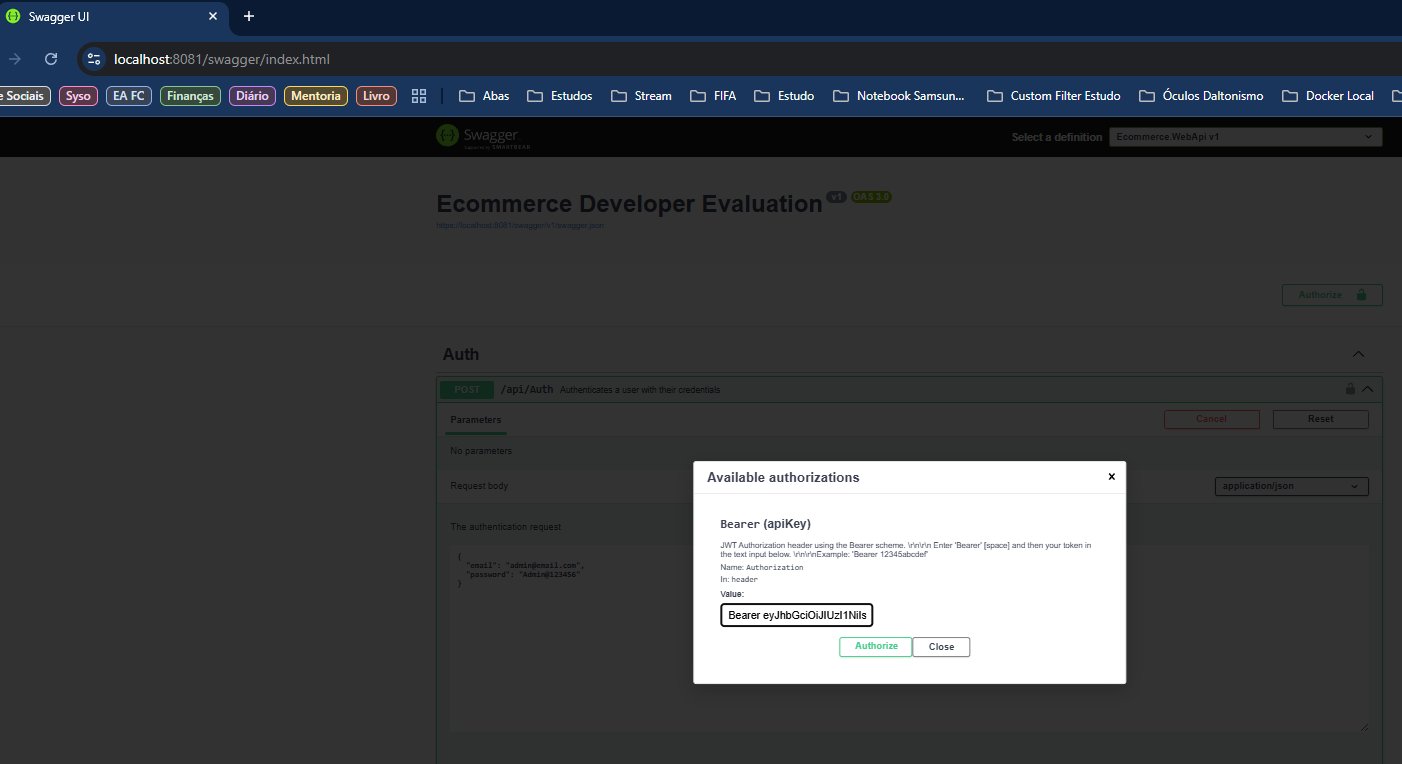 Swagger UI
localhost:8081/swagger/index.html
e Sociais Syso EA FC Finanças Diário Mentoria Livro Abas Estudos Stream FIFA Estudo Notebook Samsun... Custom Filter Estudo Óculos Daltonismo Docker Local
Swagger
Supported by SMARTBEAR
Select a definition Ecommerce.WebApi v1
Ecommerce Developer Evaluation v1 OAS 3.0
https://localhost:8081/swagger/v1/swagger.json
Authorize
Auth
POST /api/Auth Authenticates a user with their credentials
Parameters Cancel Reset
No parameters
Request body application/json
The authentication request
{
"email": "admin@email.com",
"password": "Admin@123456"
}
Available authorizations
Bearer (apiKey)
JWT Authorization header using the Bearer scheme. \r\n\r\n Enter 'Bearer' [space] and then your token in
the text input below. \r\n\r\nExample: 'Bearer 12345abcdef'
Name: Authorization
In: header
Value:
Bearer eyJhbGciOiJIUzI1NiIs
Authorize Close